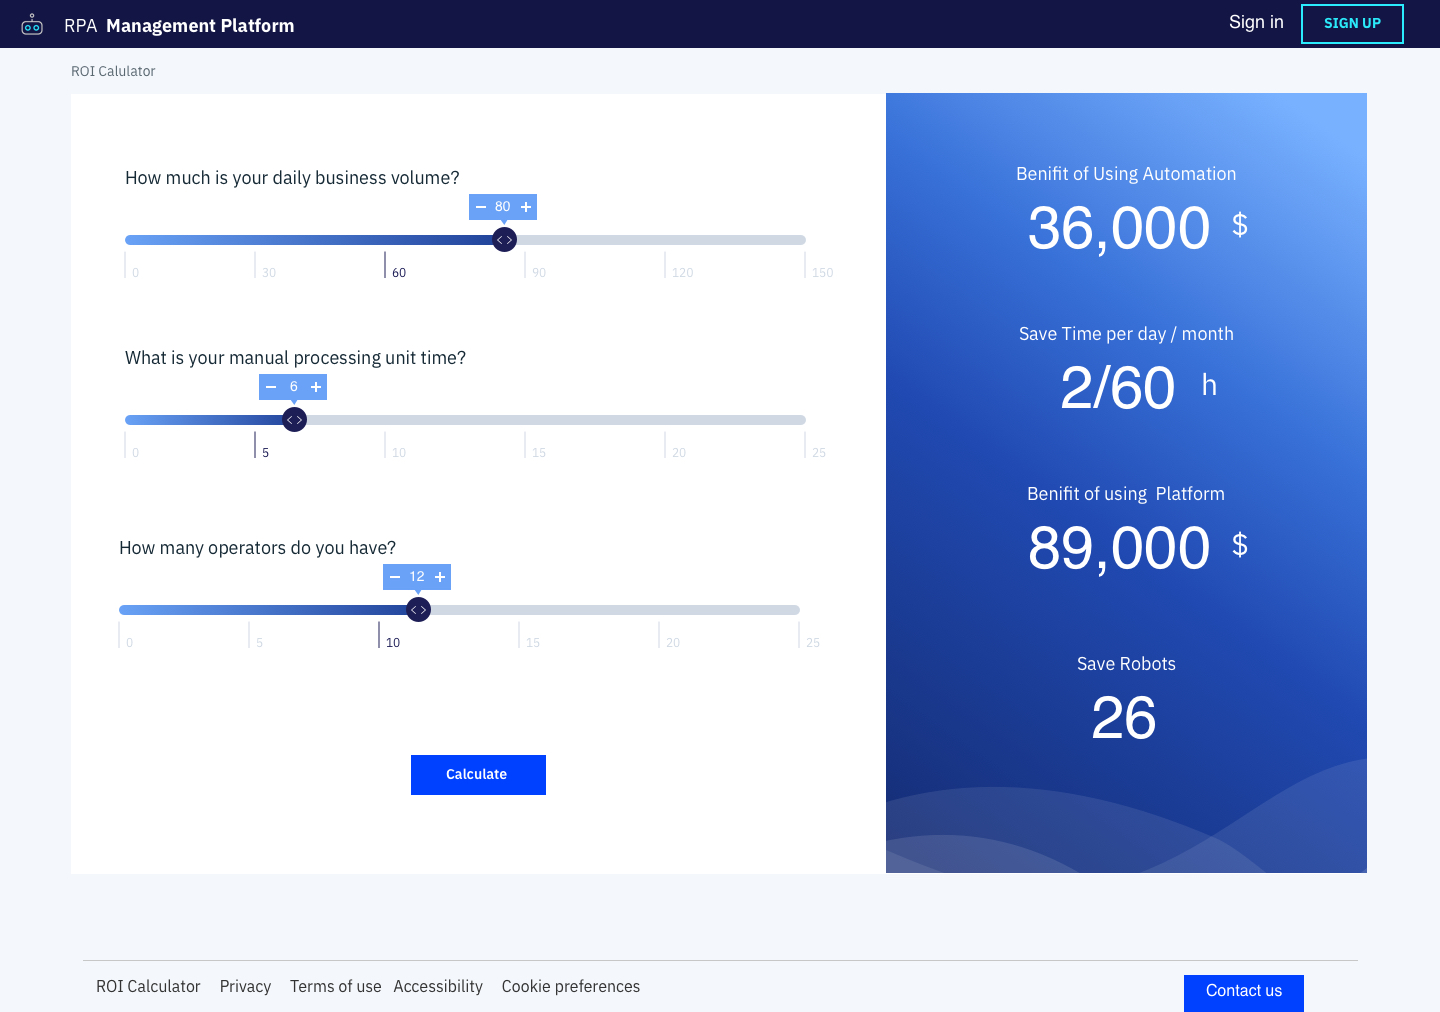 RPA Management Platform
Sign in
SIGN UP
ROI Calulator
How much is your daily business volume?
80
0 30 60 90 120 150
What is your manual processing unit time?
6
0 5 10 15 20 25
How many operators do you have?
12
0 5 10 15 20 25
Calculate
Benifit of Using Automation
36,000 $
Save Time per day / month
2/60 h
Benifit of using Platform
89,000 $
Save Robots
26
ROI Calculator Privacy Terms of use Accessibility Cookie preferences
Contact us